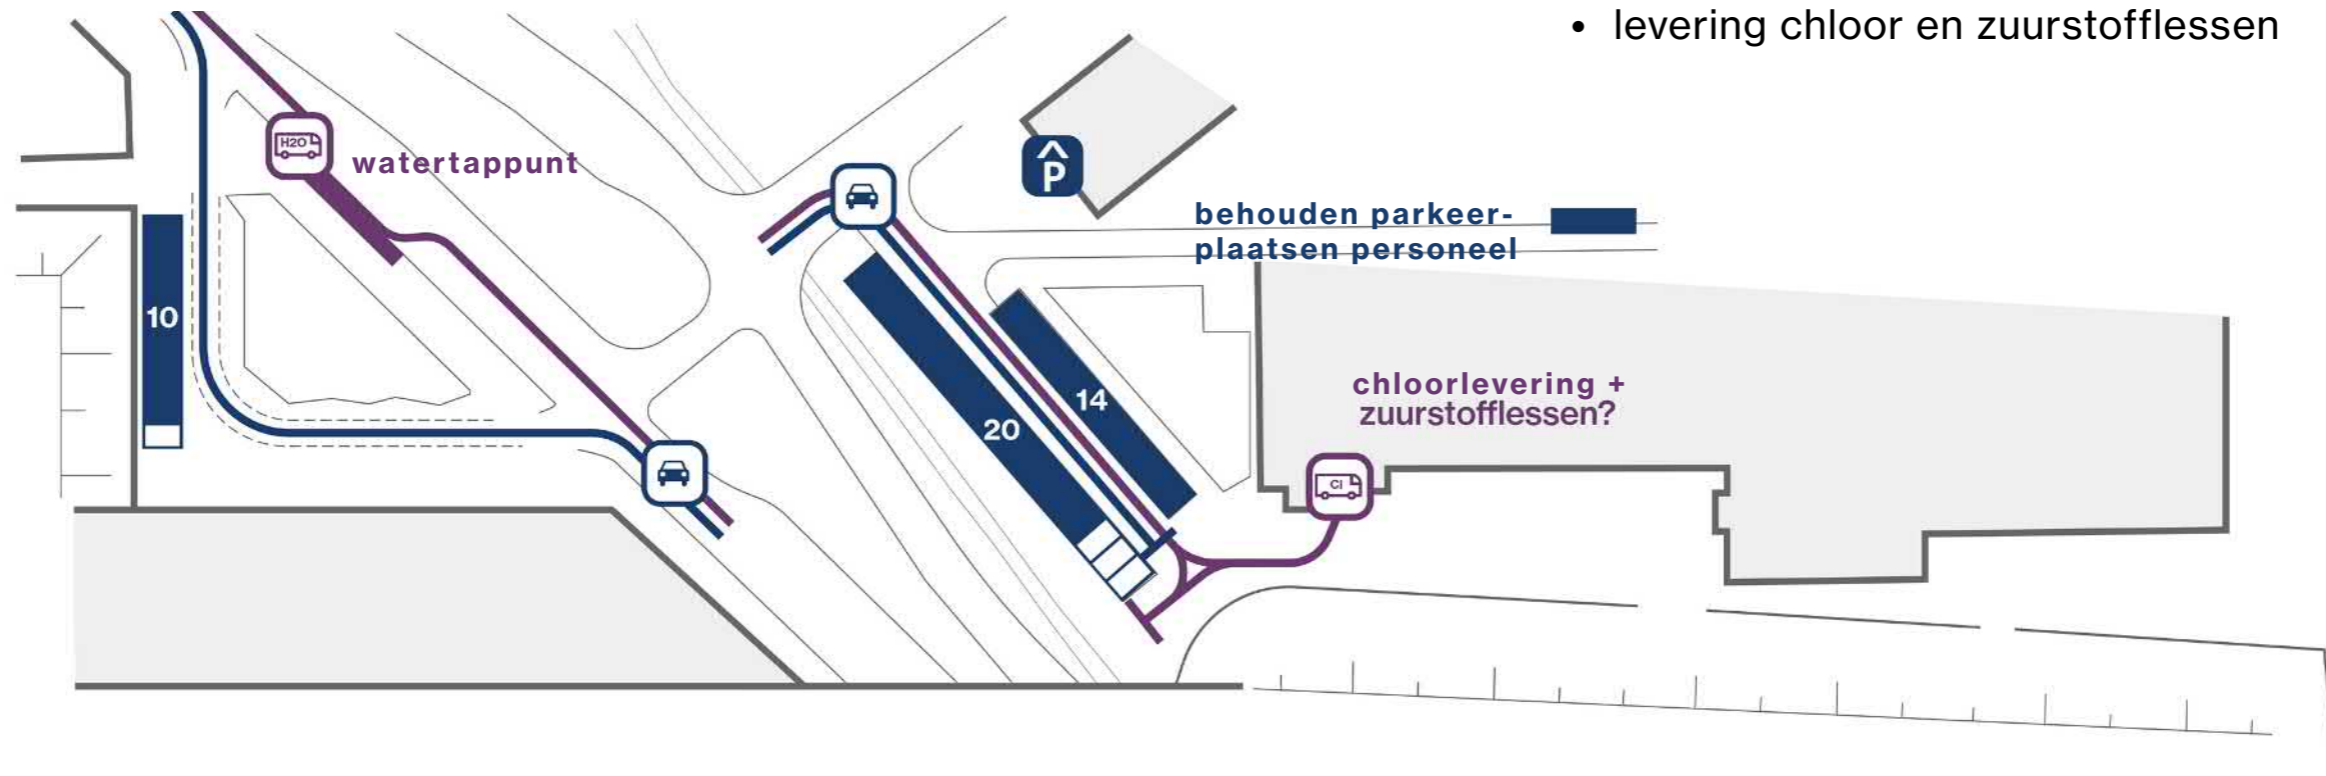 • levering chloor en zuurstofflessen
H2O
watertappunt
P
behouden parkeer-
plaatsen personeel
10
14
20
chloorlevering +
zuurstofflessen?
Cl